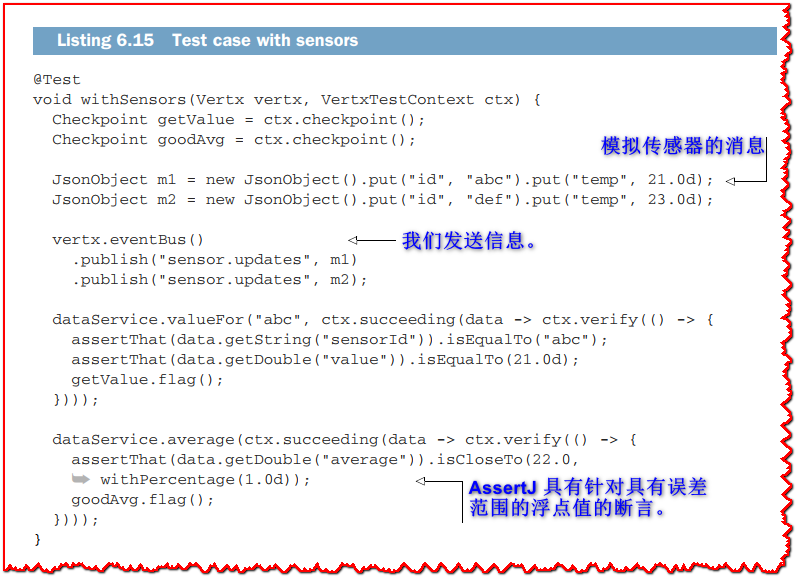 Listing 6.15 Test case with sensors
@Test
void withSensors(Vertx vertx, VertxTestContext ctx) {
Checkpoint getValue = ctx.checkpoint();
Checkpoint goodAvg = ctx.checkpoint();
模拟传感器的消息
JsonObject m1 = new JsonObject().put("id", "abc").put("temp", 21.0d);
JsonObject m2 = new JsonObject().put("id", "def").put("temp", 23.0d);
vertx.eventBus()
我们发送信息。
.publish("sensor.updates", m1)
.publish("sensor.updates", m2);
dataService.valueFor("abc", ctx.succeeding(data -> ctx.verify(() -> {
assertThat(data.getString("sensorId")).isEqualTo("abc");
assertThat(data.getDouble("value")).isEqualTo(21.0d);
getValue.flag();
})));
dataService.average(ctx.succeeding(data -> ctx.verify(() -> {
assertThat(data.getDouble("average")).isCloseTo(22.0,
withPercentage(1.0d));
AssertJ 具有针对具有误差
范围的浮点值的断言。
goodAvg.flag();
})));
}